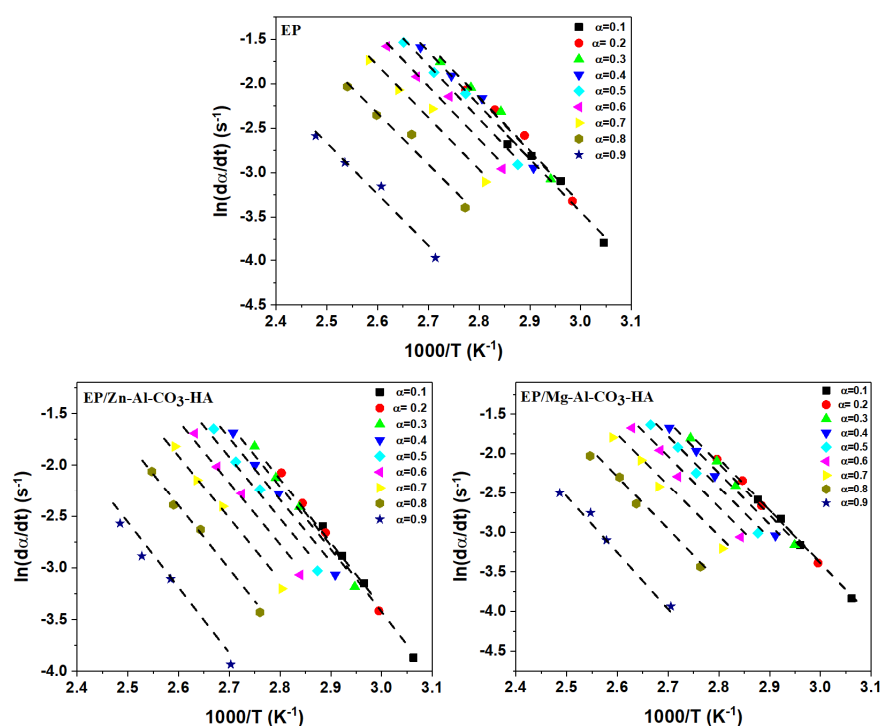 EP
α=0.1
α= 0.2
α=0.3
α=0.4
α=0.5
α=0.6
α=0.7
α=0.8
α=0.9
ln(dα/dt) (s⁻¹)
-1.5
-2.0
-2.5
-3.0
-3.5
-4.0
-4.5
2.4 2.5 2.6 2.7 2.8 2.9 3.0 3.1
1000/T (K⁻¹)
EP/Zn-Al-CO₃-HA
α=0.1
α= 0.2
α=0.3
α=0.4
α=0.5
α=0.6
α=0.7
α=0.8
α=0.9
ln(dα/dt) (s⁻¹)
-1.0
-1.5
-2.0
-2.5
-3.0
-3.5
-4.0
2.4 2.5 2.6 2.7 2.8 2.9 3.0 3.1
1000/T (K⁻¹)
EP/Mg-Al-CO₃-HA
α=0.1
α= 0.2
α=0.3
α=0.4
α=0.5
α=0.6
α=0.7
α=0.8
α=0.9
ln(dα/dt) (s⁻¹)
-1.5
-2.0
-2.5
-3.0
-3.5
-4.0
-4.5
2.4 2.5 2.6 2.7 2.8 2.9 3.0 3.1
1000/T (K⁻¹)